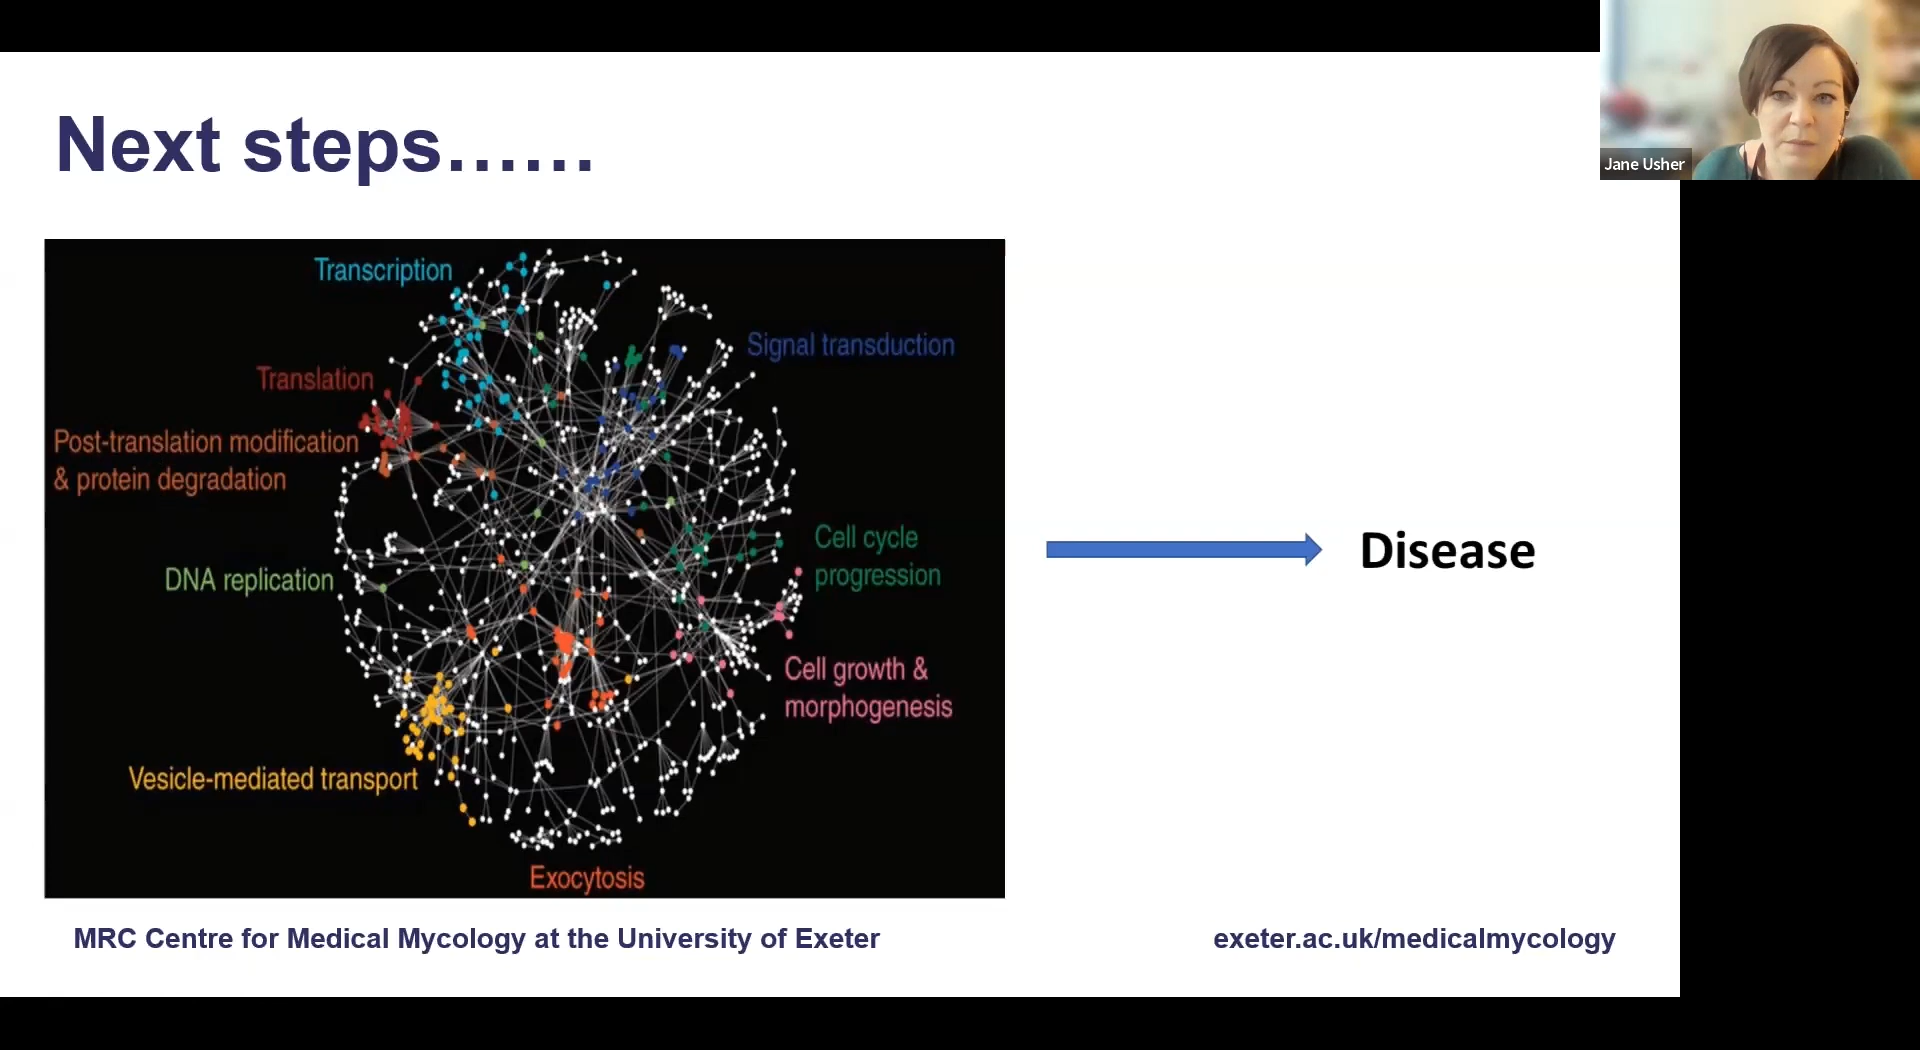 Next steps......
Jane Usher
Transcription
Signal transduction
Translation
Post-translation modification
& protein degradation
DNA replication
Cell cycle
progression
Cell growth &
morphogenesis
Vesicle-mediated transport
Exocytosis
Disease
MRC Centre for Medical Mycology at the University of Exeter
exeter.ac.uk/medicalmycology